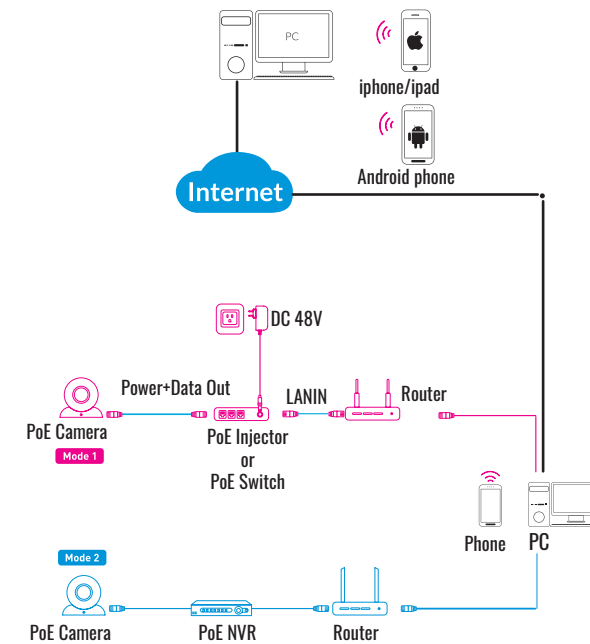 PC
iphone/ipad
Android phone
Internet
DC 48V
Power+Data Out
LANIN
Router
PoE Camera
Mode 1
PoE Injector
or
PoE Switch
Phone
PC
Mode 2
PoE Camera
PoE NVR
Router